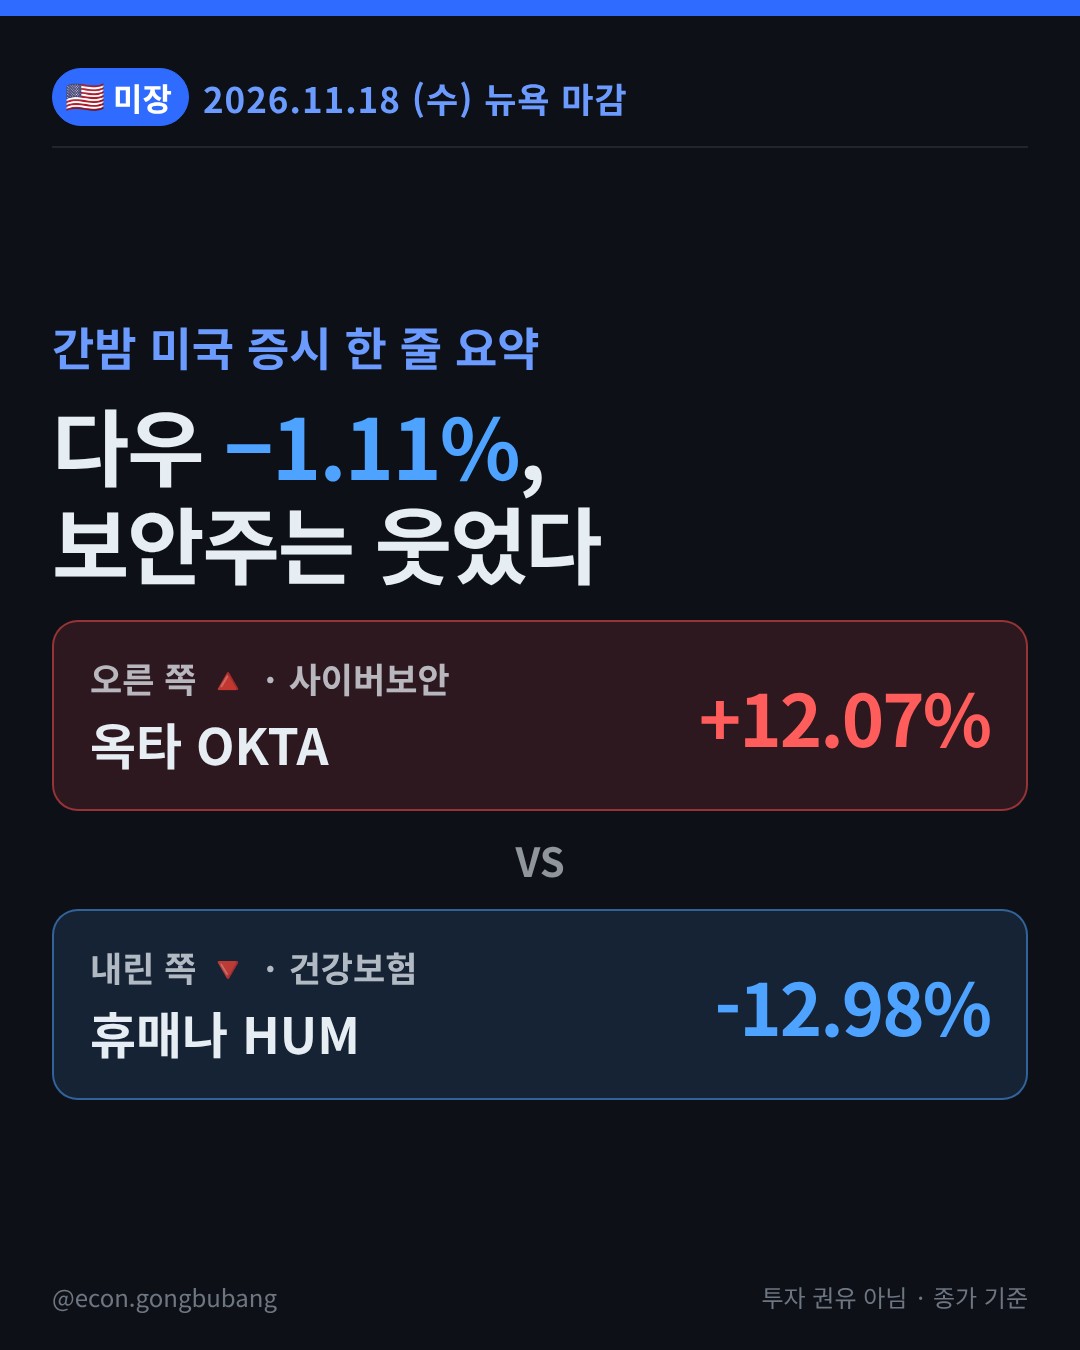 🇺🇸 미장 2026.11.18 (수) 뉴욕 마감
간밤 미국 증시 한 줄 요약
다우 −1.11%,
보안주는 웃었다
오른 쪽 🔺 · 사이버보안
옥타 OKTA
+12.07%
VS
내린 쪽 🔻 · 건강보험
휴매나 HUM
-12.98%
@econ.gongbubang
투자 권유 아님 · 종가 기준